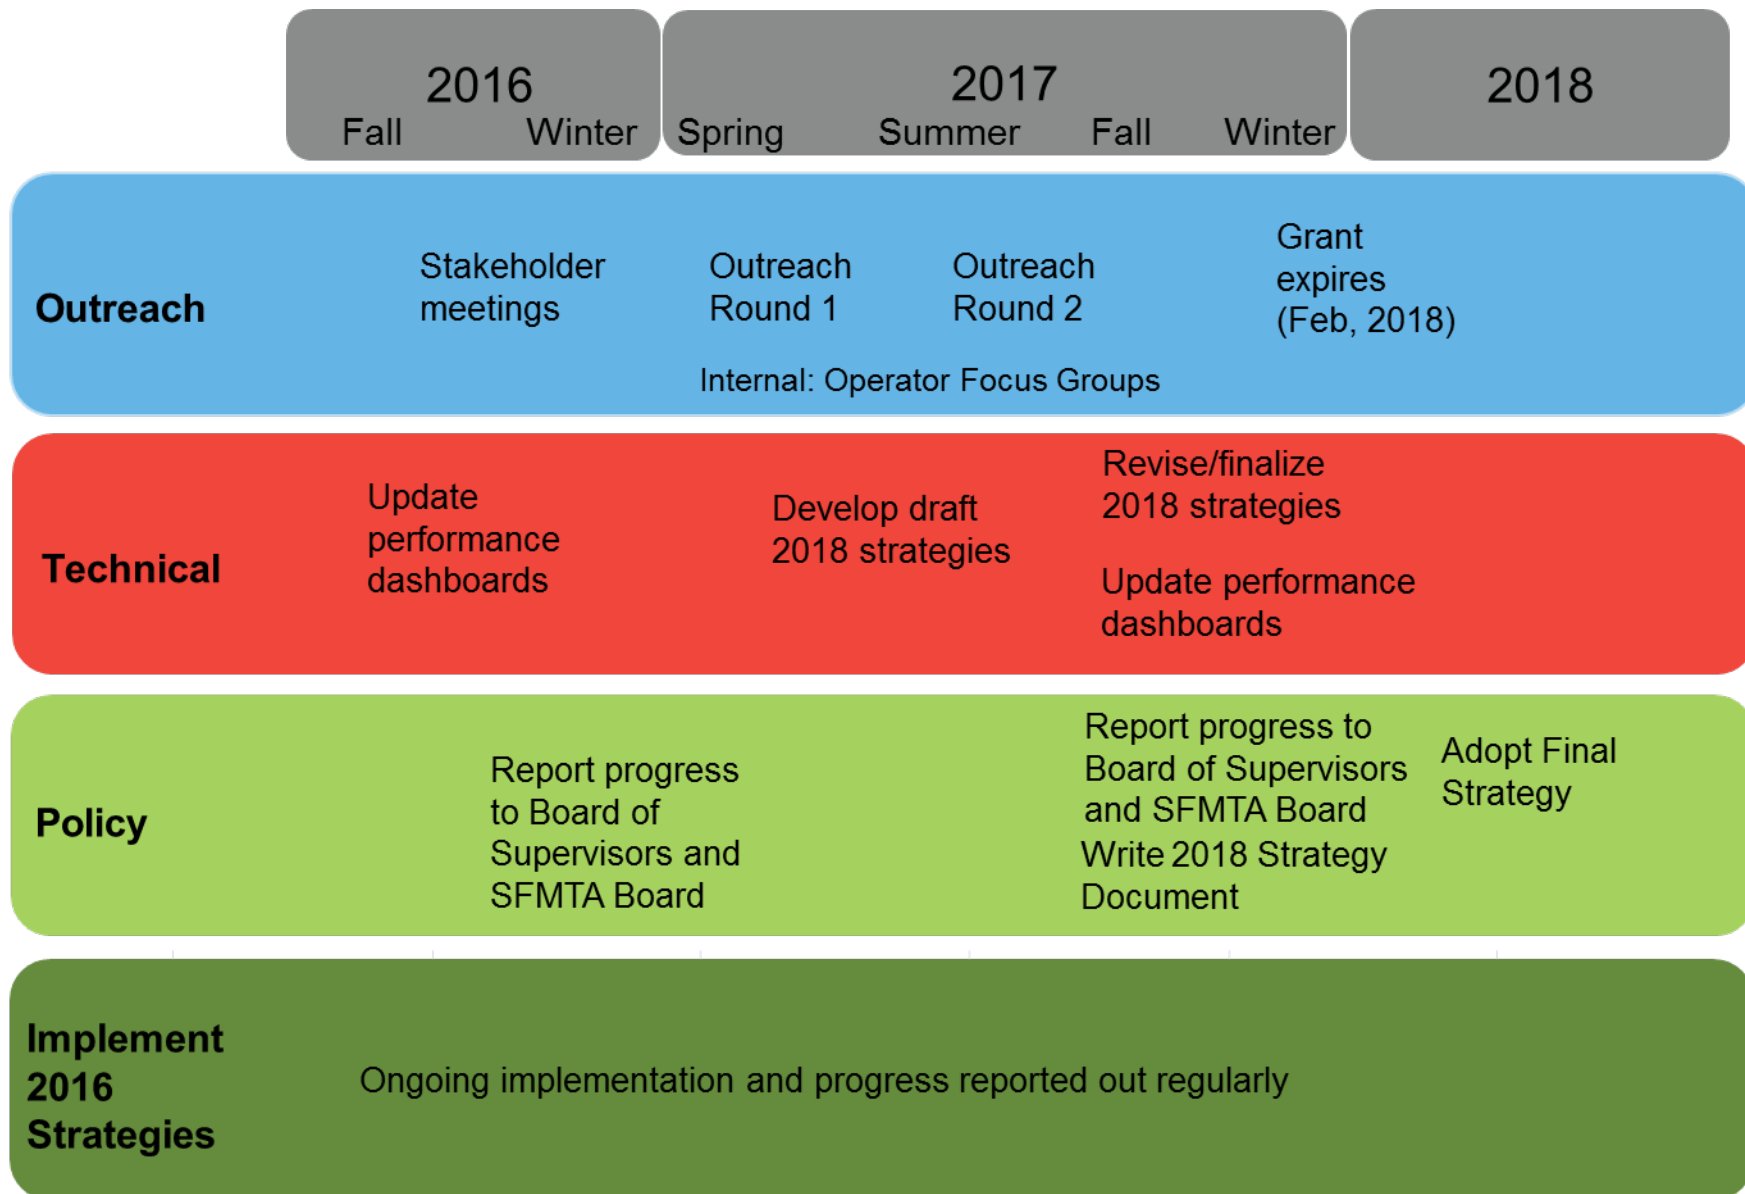 2016
Fall Winter
2017
Spring Summer Fall Winter
2018
Outreach
Stakeholder
meetings
Outreach
Round 1
Outreach
Round 2
Grant
expires
(Feb, 2018)
Internal: Operator Focus Groups
Technical
Update
performance
dashboards
Develop draft
2018 strategies
Revise/finalize
2018 strategies
Update performance
dashboards
Policy
Report progress
to Board of
Supervisors and
SFMTA Board
Report progress to
Board of Supervisors
and SFMTA Board
Write 2018 Strategy
Document
Adopt Final
Strategy
Implement
2016
Strategies
Ongoing implementation and progress reported out regularly